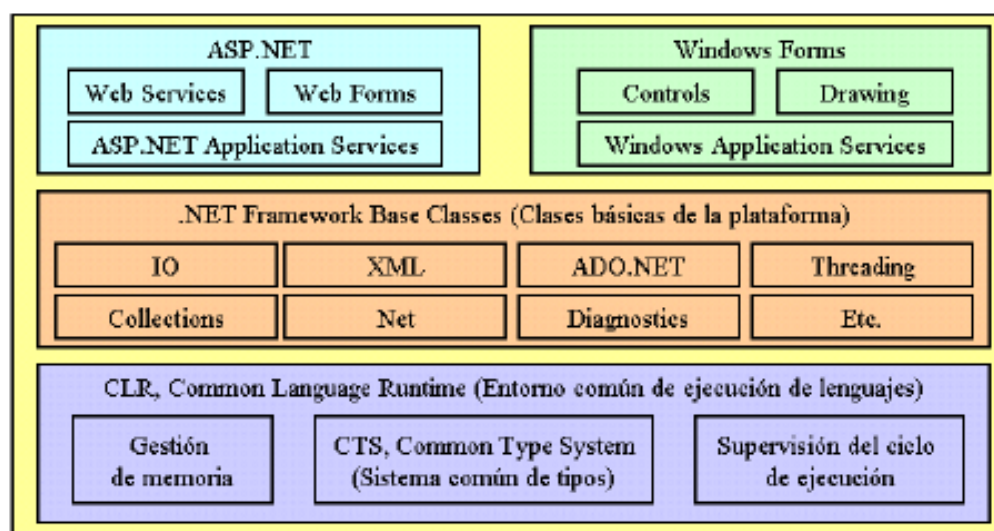 ASP.NET
Web Services
Web Forms
ASP.NET Application Services
Windows Forms
Controls
Drawing
Windows Application Services
.NET Framework Base Classes (Clases básicas de la plataforma)
IO
XML
ADO.NET
Threading
Collections
Net
Diagnostics
Etc.
CLR, Common Language Runtime (Entorno común de ejecución de lenguajes)
Gestión
de memoria
CTS, Common Type System
(Sistema común de tipos)
Supervisión del ciclo
de ejecución